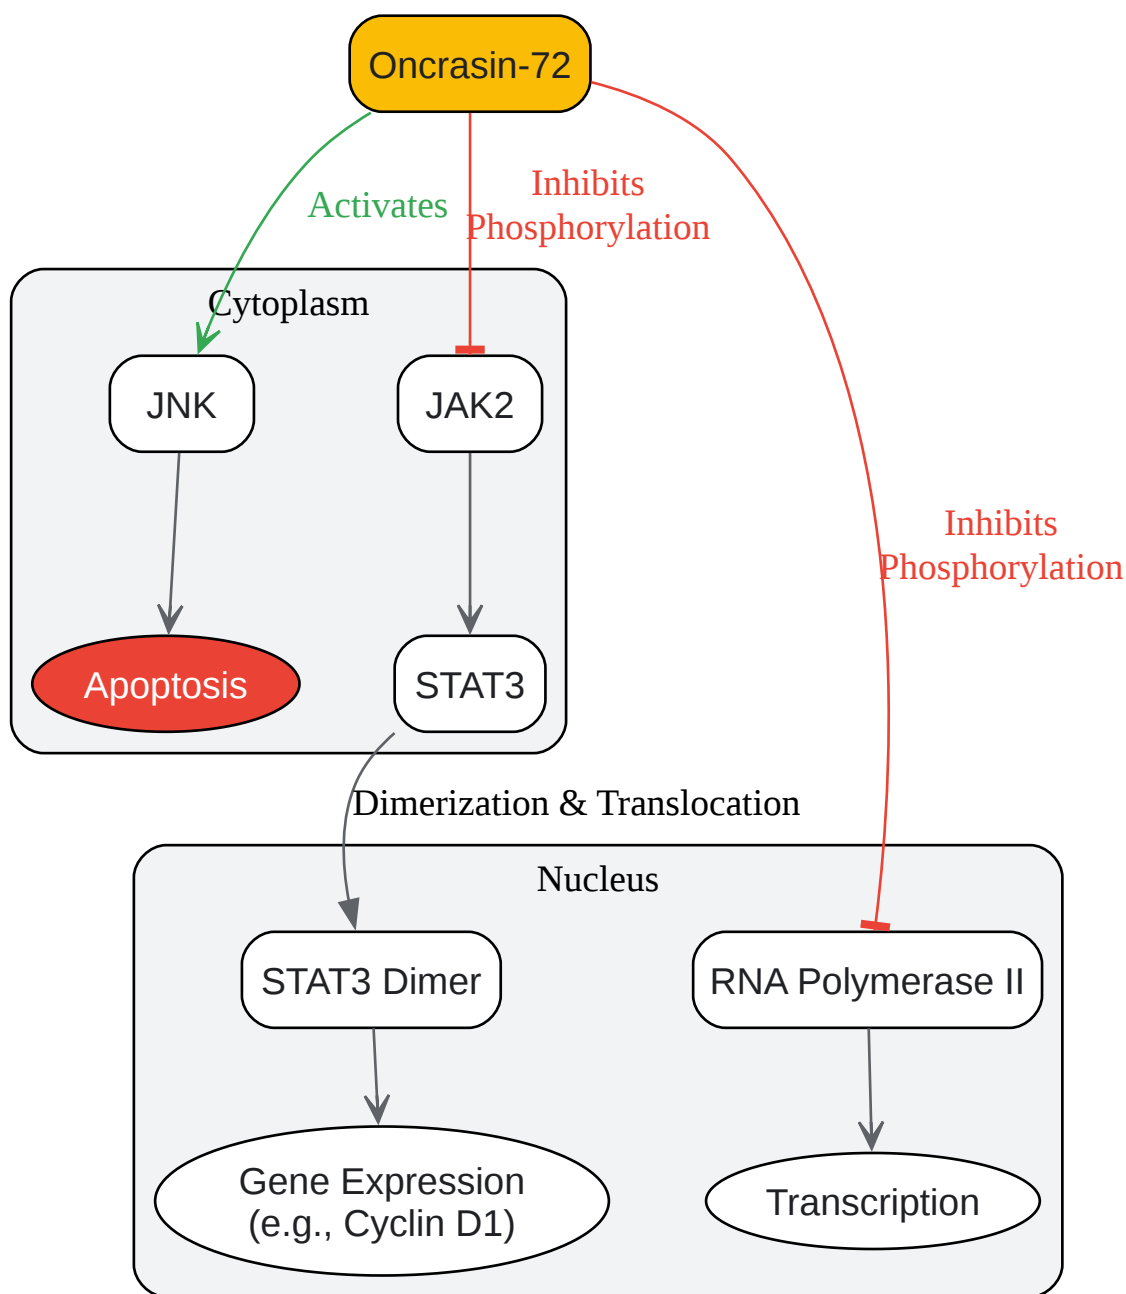 Oncrasin-72
Activates
Inhibits
Phosphorylation
Cytoplasm
JNK
JAK2
Inhibits
Phosphorylation
Apoptosis
STAT3
Dimerization & Translocation
Nucleus
STAT3 Dimer
RNA Polymerase II
Gene Expression
(e.g., Cyclin D1)
Transcription